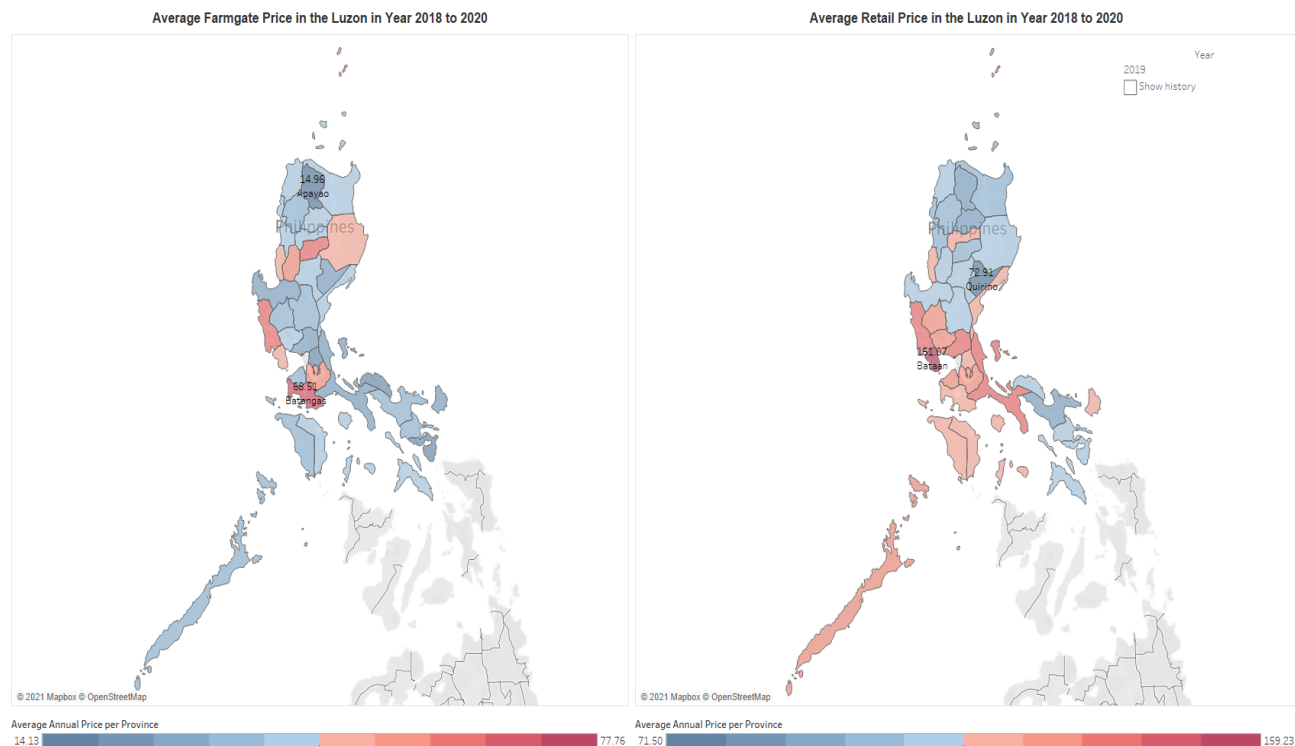 Average Farmgate Price in the Luzon in Year 2018 to 2020
14.96
Apayao
Philippines
68.51
Batangas
© 2021 Mapbox © OpenStreetMap
Average Annual Price per Province
14.13 77.76
Average Retail Price in the Luzon in Year 2018 to 2020
Year
2019
Show history
Philippines
72.91
Quirino
Bataan
© 2021 Mapbox © OpenStreetMap
Average Annual Price per Province
71.50 159.23